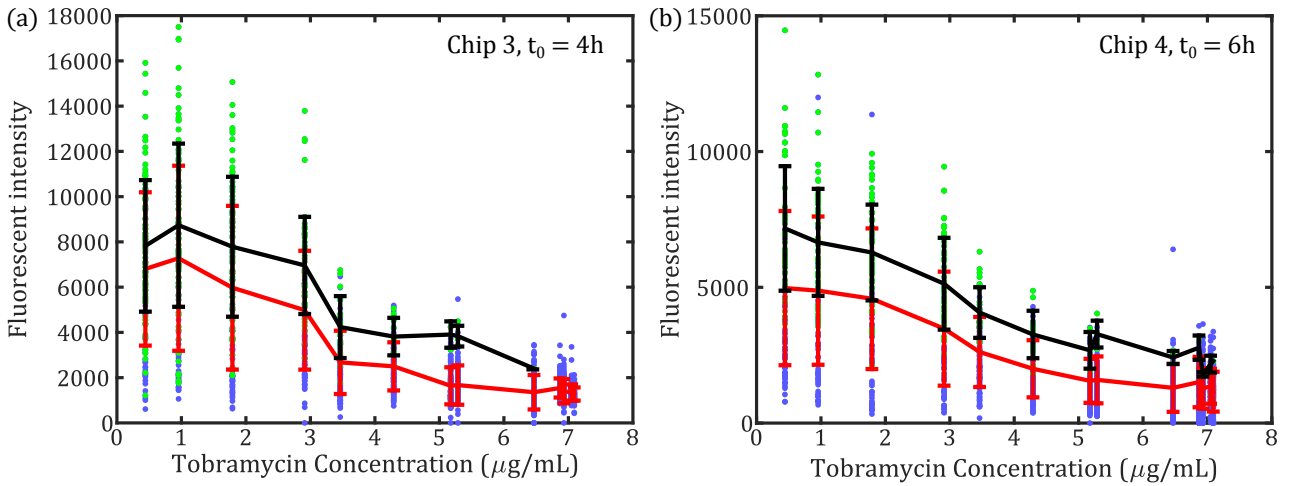 (a)
Chip 3, t₀ = 4h
Fluorescent intensity
18000
16000
14000
12000
10000
8000
6000
4000
2000
0
0 1 2 3 4 5 6 7 8
Tobramycin Concentration (μg/mL)
(b)
Chip 4, t₀ = 6h
Fluorescent intensity
15000
10000
5000
0
0 1 2 3 4 5 6 7 8
Tobramycin Concentration (μg/mL)